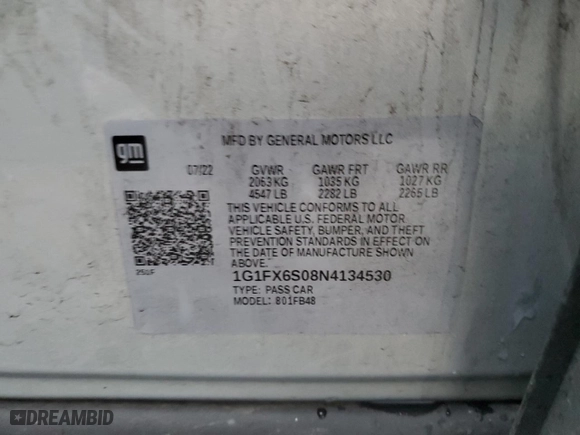 gm
MFD BY GENERAL MOTORS LLC
07/22 GVWR GAWR FRT GAWR RR
2063 KG 1035 KG 1027 KG
4547 LB 2282 LB 2265 LB
THIS VEHICLE CONFORMS TO ALL
APPLICABLE U.S. FEDERAL MOTOR
VEHICLE SAFETY, BUMPER, AND THEFT
PREVENTION STANDARDS IN EFFECT ON
THE DATE OF MANUFACTURE SHOWN
ABOVE.
1G1FX6S08N4134530
TYPE: PASS CAR
MODEL: 801FB48
DREAMBID